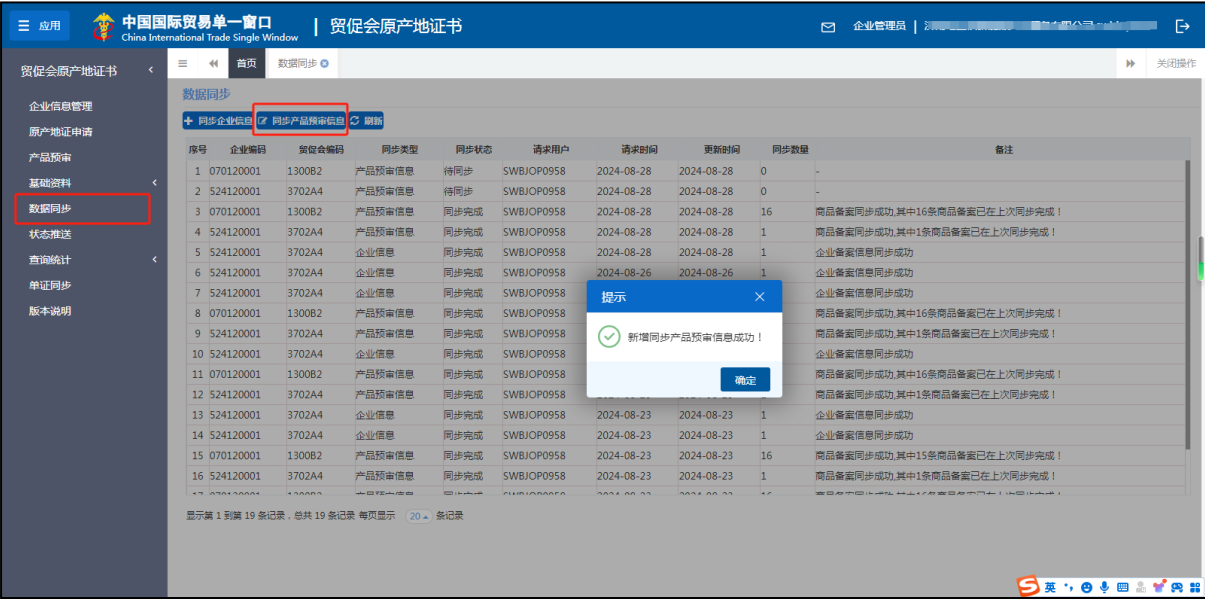 应用 中国国际贸易单一窗口 贸促会原产地证书 企业管理员
China International Trade Single Window
贸促会原产地证书 首页 数据同步 关闭操作
企业信息管理
原产地证申请
产品预审
基础资料
数据同步
状态推送
查询统计
单证同步
版本说明
数据同步
同步企业信息 同步产品预审信息 刷新
序号 企业编码 贸促会编码 同步类型 同步状态 请求用户 请求时间 更新时间 同步数量 备注
1 070120001 1300B2 产品预审信息 待同步 SWBJOP0958 2024-08-28 2024-08-28 0 -
2 524120001 3702A4 产品预审信息 待同步 SWBJOP0958 2024-08-28 2024-08-28 0 -
3 070120001 1300B2 产品预审信息 同步完成 SWBJOP0958 2024-08-28 2024-08-28 16 商品备案同步成功,其中16条商品备案已在上次同步完成！
4 524120001 3702A4 产品预审信息 同步完成 SWBJOP0958 2024-08-28 2024-08-28 1 商品备案同步成功,其中1条商品备案已在上次同步完成！
5 524120001 3702A4 企业信息 同步完成 SWBJOP0958 2024-08-28 2024-08-28 1 企业备案信息同步成功
6 524120001 3702A4 企业信息 同步完成 SWBJOP0958 2024-08-26 2024-08-26 1 企业备案信息同步成功
7 524120001 3702A4 企业信息 同步完成 SWBJOP0958 企业备案信息同步成功
8 070120001 1300B2 产品预审信息 同步完成 SWBJOP0958 商品备案同步成功,其中16条商品备案已在上次同步完成！
9 524120001 3702A4 产品预审信息 同步完成 SWBJOP0958 商品备案同步成功,其中1条商品备案已在上次同步完成！
10 524120001 3702A4 企业信息 同步完成 SWBJOP0958 企业备案信息同步成功
11 070120001 1300B2 产品预审信息 同步完成 SWBJOP0958 商品备案同步成功,其中16条商品备案已在上次同步完成！
12 524120001 3702A4 产品预审信息 同步完成 SWBJOP0958 商品备案同步成功,其中1条商品备案已在上次同步完成！
13 524120001 3702A4 企业信息 同步完成 SWBJOP0958 2024-08-23 2024-08-23 1 企业备案信息同步成功
14 524120001 3702A4 企业信息 同步完成 SWBJOP0958 2024-08-23 2024-08-23 1 企业备案信息同步成功
15 070120001 1300B2 产品预审信息 同步完成 SWBJOP0958 2024-08-23 2024-08-23 16 商品备案同步成功,其中15条商品备案已在上次同步完成！
16 524120001 3702A4 产品预审信息 同步完成 SWBJOP0958 2024-08-23 2024-08-23 1 商品备案同步成功,其中1条商品备案已在上次同步完成！
提示
新增同步产品预审信息成功！
确定
显示第 1 到第 19 条记录，总共 19 条记录 每页显示 20 条记录
英